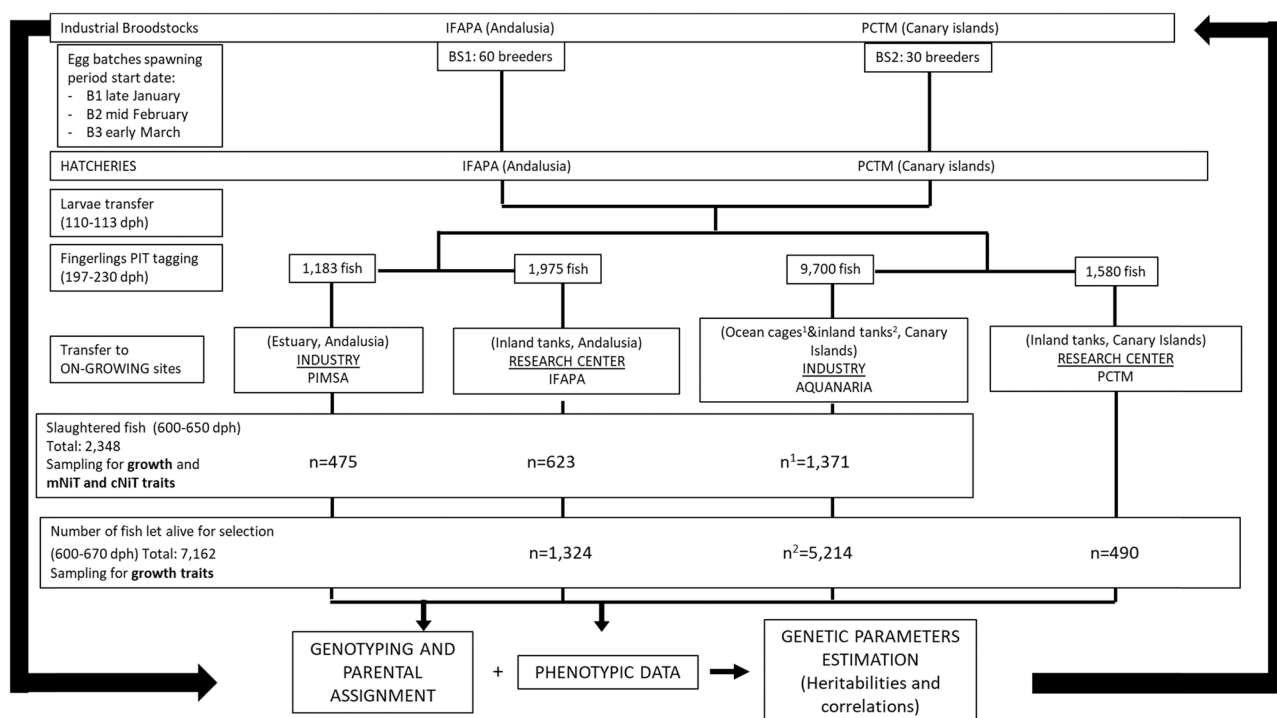 Industrial Broodstocks
IFAPA (Andalusia)
PCTM (Canary islands)
Egg batches spawning
period start date:
- B1 late January
- B2 mid February
- B3 early March
BS1: 60 breeders
BS2: 30 breeders
HATCHERIES
IFAPA (Andalusia)
PCTM (Canary islands)
Larvae transfer
(110-113 dph)
Fingerlings PIT tagging
(197-230 dph)
1,183 fish
1,975 fish
9,700 fish
1,580 fish
Transfer to
ON-GROWING sites
(Estuary, Andalusia)
INDUSTRY
PIMSA
(Inland tanks, Andalusia)
RESEARCH CENTER
IFAPA
(Ocean cages¹&inland tanks², Canary
Islands)
INDUSTRY
AQUANARIA
(Inland tanks, Canary Islands)
RESEARCH CENTER
PCTM
Slaughtered fish (600-650 dph)
Total: 2,348
Sampling for growth and
mNiT and cNiT traits
n=475
n=623
n¹=1,371
Number of fish let alive for selection
(600-670 dph) Total: 7,162
Sampling for growth traits
n=1,324
n²=5,214
n=490
GENOTYPING AND
PARENTAL
ASSIGNMENT
+
PHENOTYPIC DATA
GENETIC PARAMETERS
ESTIMATION
(Heritabilities and
correlations)